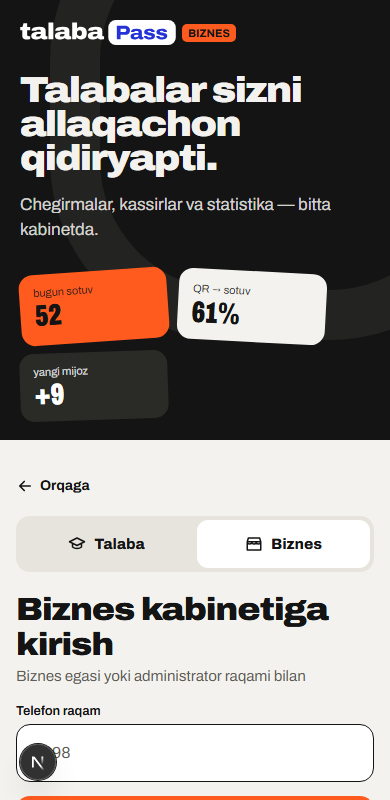 talaba Pass BIZNES
Talabalar sizni
allaqachon
qidiryapti.
Chegirmalar, kassirlar va statistika — bitta
kabinetda.
bugun sotuv
52
QR → sotuv
61%
yangi mijoz
+9
← Orqaga
Talaba
Biznes
Biznes kabinetiga
kirish
Biznes egasi yoki administrator raqami bilan
Telefon raqam
N
98